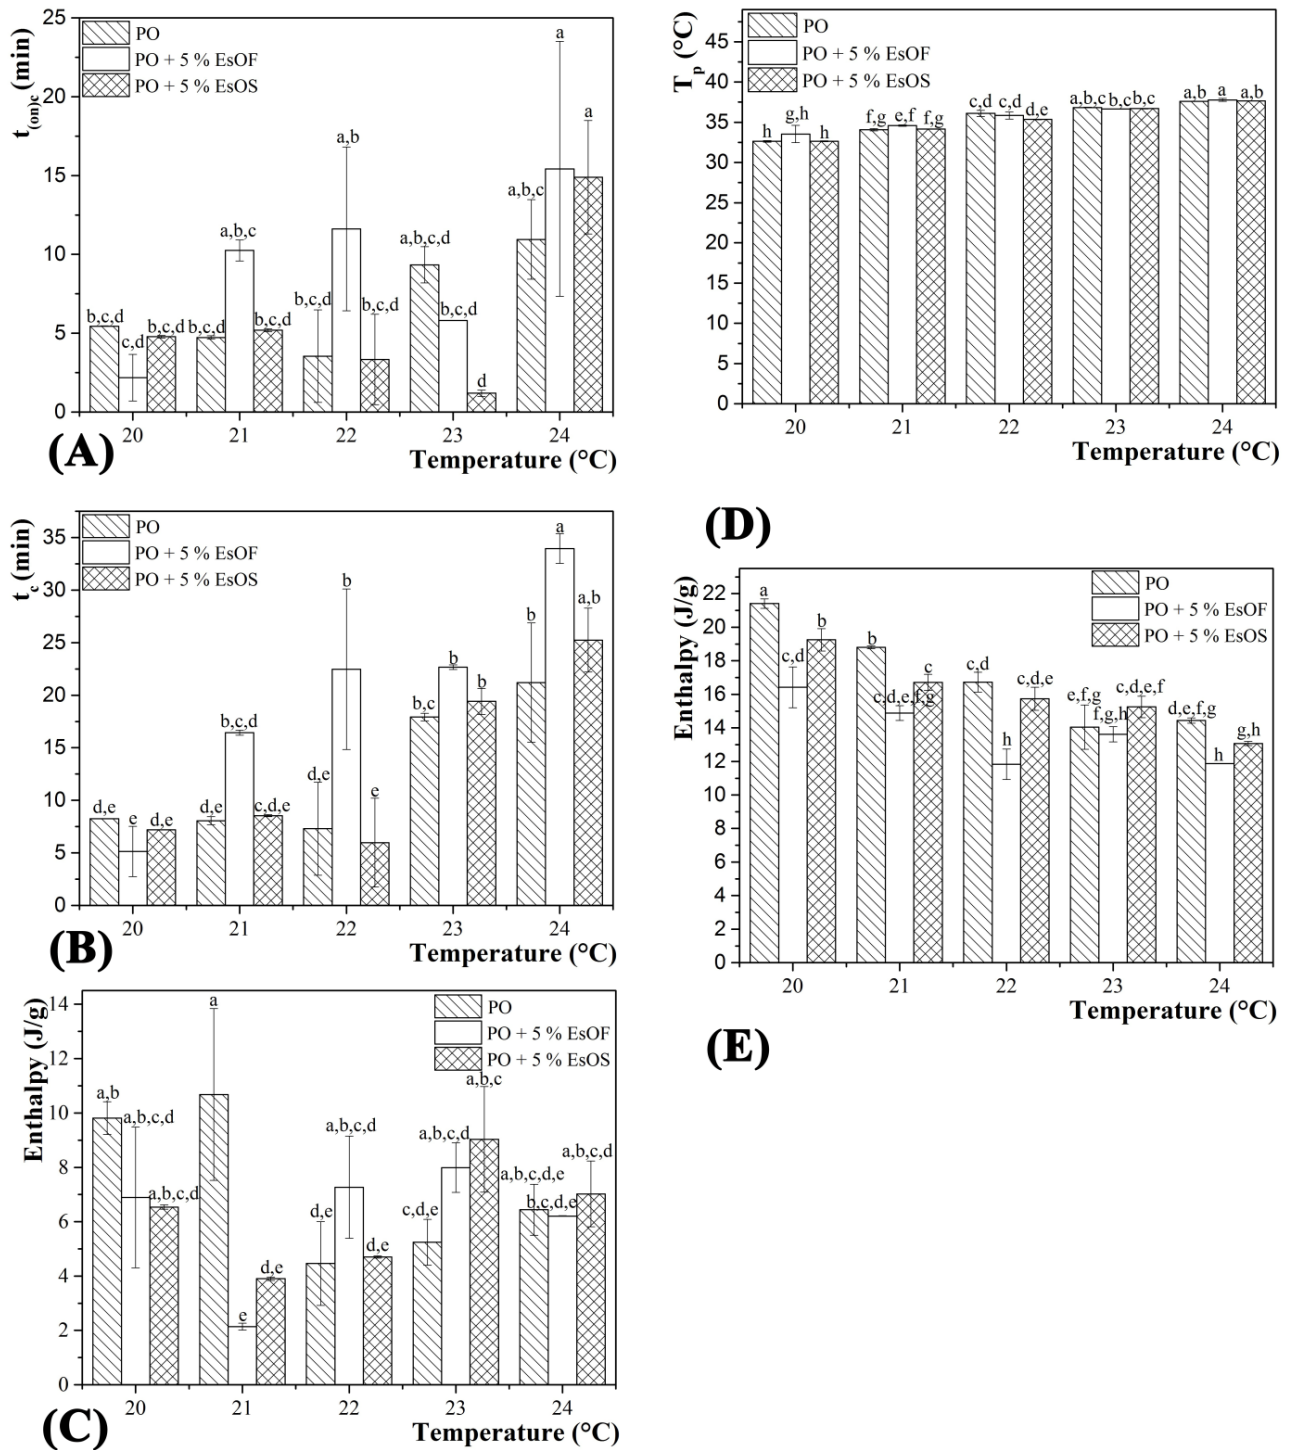 t(on)c (min)
25
20
15
10
5
0
PO
PO + 5 % EsOF
PO + 5 % EsOS
b,c,d
c,d
b,c,d
b,c,d
a,b,c
b,c,d
b,c,d
a,b
b,c,d
a,b,c,d
b,c,d
d
a,b,c
a
a
20 21 22 23 24
Temperature (°C)
(A)
tc (min)
35
30
25
20
15
10
5
0
PO
PO + 5 % EsOF
PO + 5 % EsOS
d,e
e
d,e
d,e
b,c,d
c,d,e
d,e
b
e
b,c
b
b
b
a
a,b
20 21 22 23 24
Temperature (°C)
(B)
Enthalpy (J/g)
14
12
10
8
6
4
2
0
PO
PO + 5 % EsOF
PO + 5 % EsOS
a,b
a,b,c,d
a,b,c,d
a
e
d,e
d,e
a,b,c,d
d,e
c,d,e
a,b,c,d
a,b,c
a,b,c,d,e
b,c,d,e
a,b,c,d
20 21 22 23 24
Temperature (°C)
(C)
Tp (°C)
45
40
35
30
25
20
15
10
5
0
PO
PO + 5 % EsOF
PO + 5 % EsOS
h
g,h
h
f,g
e,f
f,g
c,d
c,d
d,e
a,b,c
b,c
b,c
a,b
a
a,b
20 21 22 23 24
Temperature (°C)
(D)
Enthalpy (J/g)
22
20
18
16
14
12
10
8
6
4
2
0
PO
PO + 5 % EsOF
PO + 5 % EsOS
a
c,d
b
b
c,d,e,f,g
c
c,d
h
c,d,e
e,f,g
f,g,h
c,d,e,f
d,e,f,g
h
g,h
20 21 22 23 24
Temperature (°C)
(E)